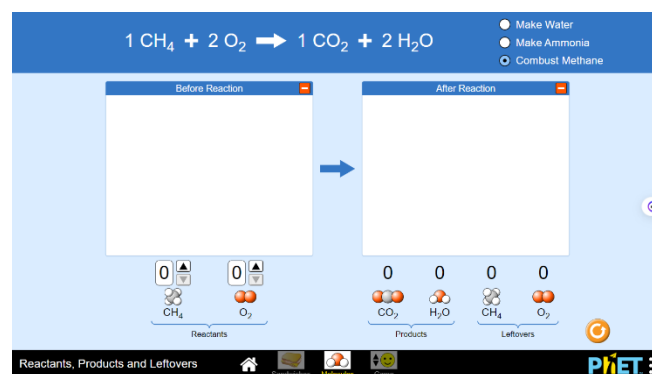 1 CH₄ + 2 O₂ → 1 CO₂ + 2 H₂O
Make Water
Make Ammonia
Combust Methane
Before Reaction
After Reaction
0 0
CH₄ O₂
Reactants
0 0 0 0
CO₂ H₂O CH₄ O₂
Products Leftovers
Reactants, Products and Leftovers
PhET